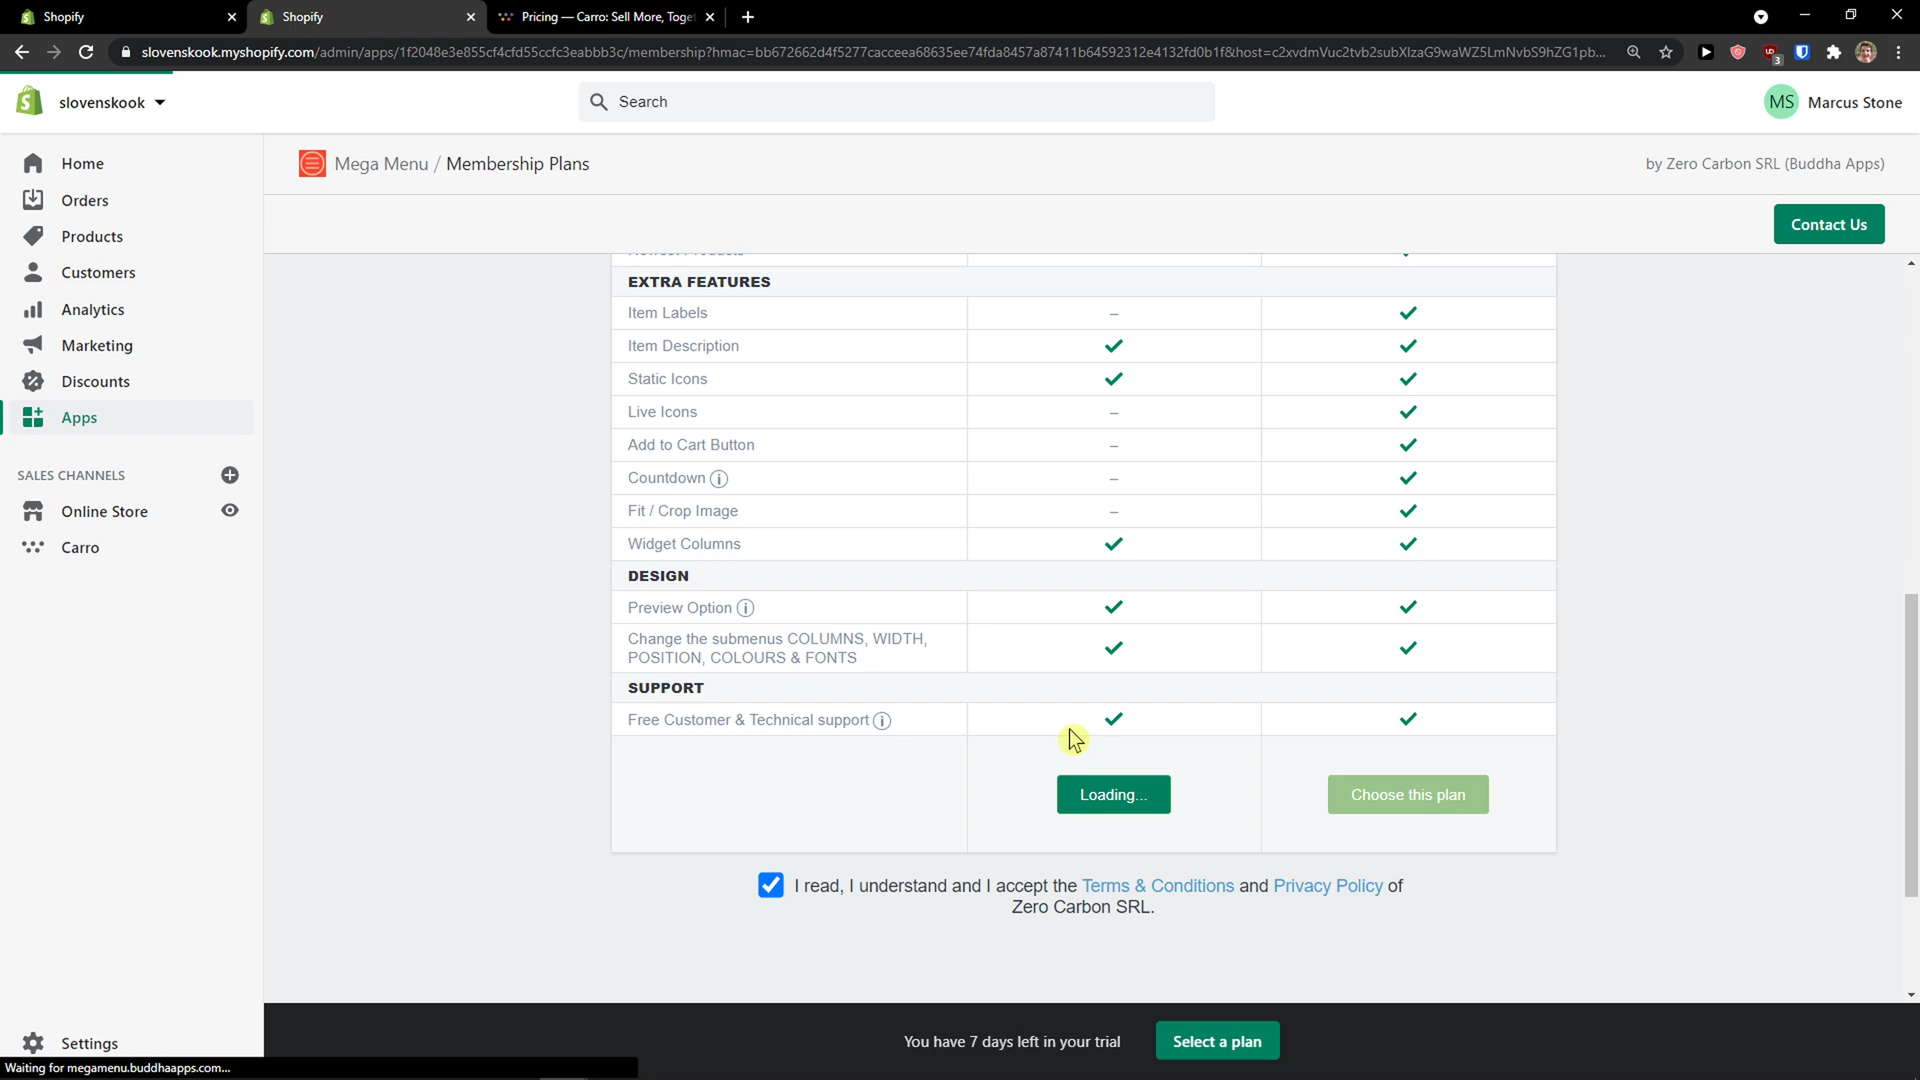 Shopify
Shopify
Pricing — Carro: Sell More, Toge
slovenskook.myshopify.com/admin/apps/1f2048e3e855cf4cfd55ccfc3eabbb3c/membership?hmac=bb672662d4f5277cacceea68635ee74fda8457a87411b64592312e4132fd0b1f&host=c2xvdmVuc2tvb2subXlzaG9waWZ5LmNvbS9hZG1pb...
3
slovenskook
Search
MS Marcus Stone
Home
Orders
Products
Customers
Analytics
Marketing
Discounts
Apps
SALES CHANNELS
Online Store
Carro
Settings
Mega Menu / Membership Plans
by Zero Carbon SRL (Buddha Apps)
Contact Us
EXTRA FEATURES
Item Labels –
Item Description
Static Icons
Live Icons –
Add to Cart Button –
Countdown –
Fit / Crop Image –
Widget Columns
DESIGN
Preview Option
Change the submenus COLUMNS, WIDTH,
POSITION, COLOURS & FONTS
SUPPORT
Free Customer & Technical support
Loading... Choose this plan
I read, I understand and I accept the Terms & Conditions and Privacy Policy of
Zero Carbon SRL.
You have 7 days left in your trial Select a plan
Waiting for megamenu.buddhaapps.com...